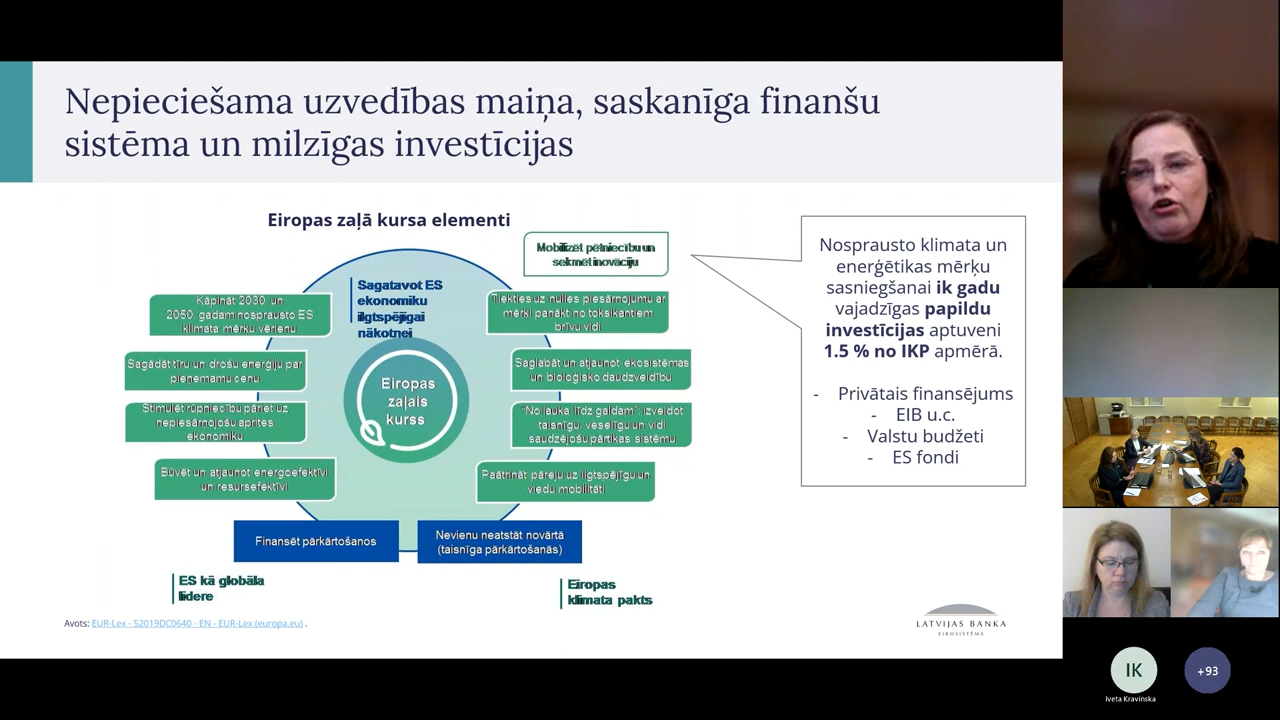 Nepieciešama uzvedības maiņa, saskanīga finanšu
sistēma un milzīgas investīcijas
Eiropas zaļā kursa elementi
Mobilizēt pētniecību un
sekmēt inovāciju
Sagatavot ES
ekonomiku
ilgtspējīgai
nākotnei
Kāpināt 2030 un
2050. gadam nosprausto ES
klimata mērķu vērienu
Tiekties uz nulles piesārņojumu ar
mērķi panākt no toksikantiem
brīvu vidi
Sagādāt tīru un drošu enerģiju par
pieņemamu cenu
Saglabāt un atjaunot ekosistēmas
un bioloģisko daudzveidību
Eiropas
zaļais
kurss
Stimulēt rūpniecību pāriet uz
nepiesārņojošu aprites
ekonomiku
"No lauka līdz galdam": izveidot
taisnīgu, veselīgu un vidi
saudzējošu pārtikas sistēmu
Būvēt un atjaunot energoefektīvi
un resursefektīvi
Paātrināt pāreju uz ilgtspējīgu un
viedu mobilitāti
Finansēt pārkārtošanos
Nevienu neatstāt novārtā
(taisnīga pārkārtošanās)
ES kā globāla
līdere
Eiropas
klimata pakts
Nosprausto klimata un
enerģētikas mērķu
sasniegšanai ik gadu
vajadzīgas papildu
investīcijas aptuveni
1.5 % no IKP apmērā.
- Privātais finansējums
- EIB u.c.
- Valstu budžeti
- ES fondi
Avots: EUR-Lex - 52019DC0640 - EN - EUR-Lex (europa.eu) .
LATVIJAS BANKA
EIROSISTĒMA
IK
+93
Iveta Kravinska